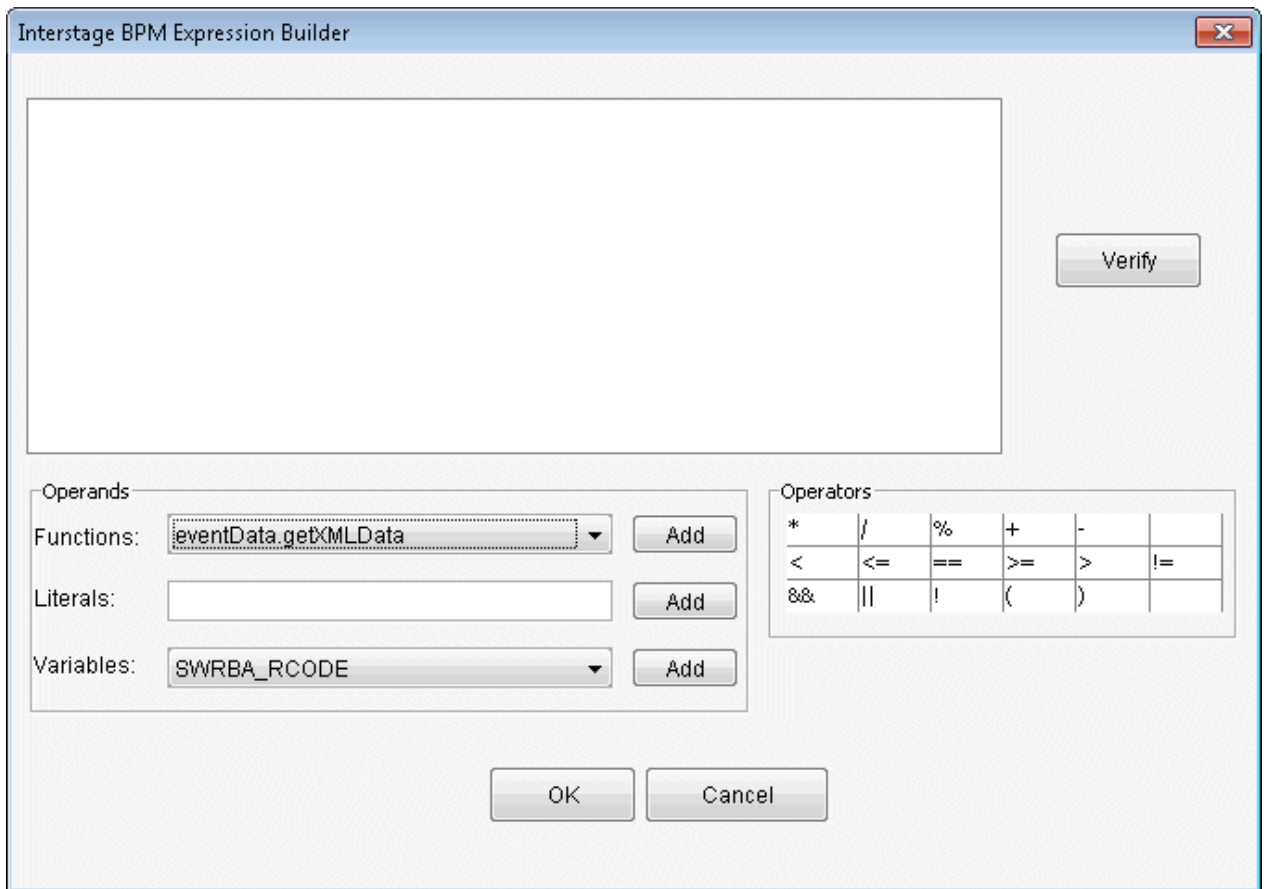 Interstage BPM Expression Builder
Verify
Operands
Functions: eventData.getXMLData Add
Literals: Add
Variables: SWRBA_RCODE Add
Operators
* / % + -
< <= == >= > !=
&& || ! ( )
OK Cancel